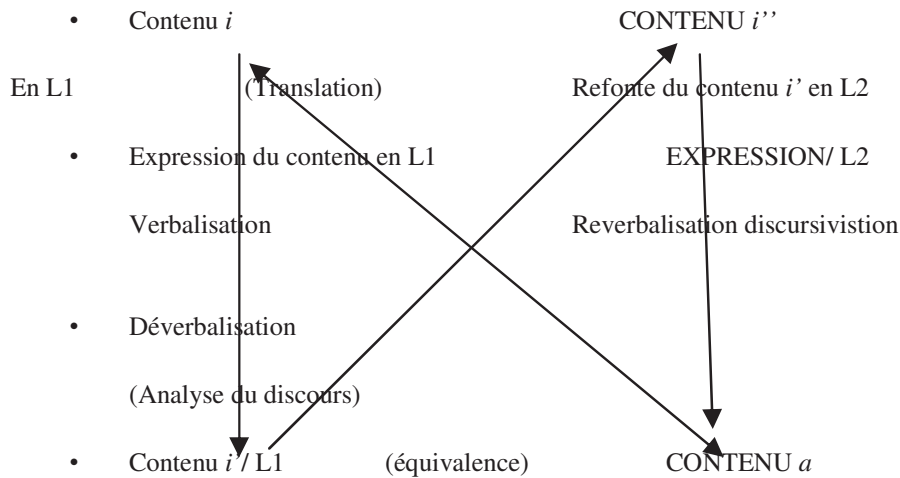 • Contenu i CONTENU i’’
En L1 (Translation) Refonte du contenu i’ en L2
• Expression du contenu en L1 EXPRESSION/ L2
Verbalisation Reverbalisation discursivistion
• Déverbalisation
(Analyse du discours)
• Contenu i’/ L1 (équivalence) CONTENU a